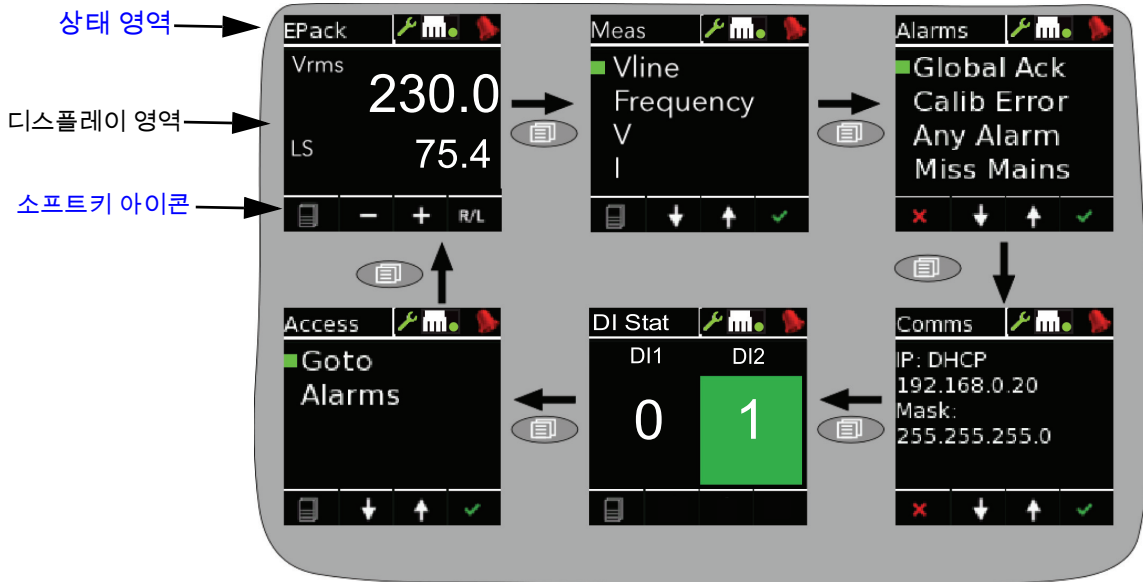 상태 영역
디스플레이 영역
소프트키 아이콘
EPack
Vrms
230.0
LS
75.4
R/L
Meas
Vline
Frequency
V
I
Alarms
Global Ack
Calib Error
Any Alarm
Miss Mains
Access
Goto
Alarms
DI Stat
DI1 DI2
0 1
Comms
IP: DHCP
192.168.0.20
Mask:
255.255.255.0